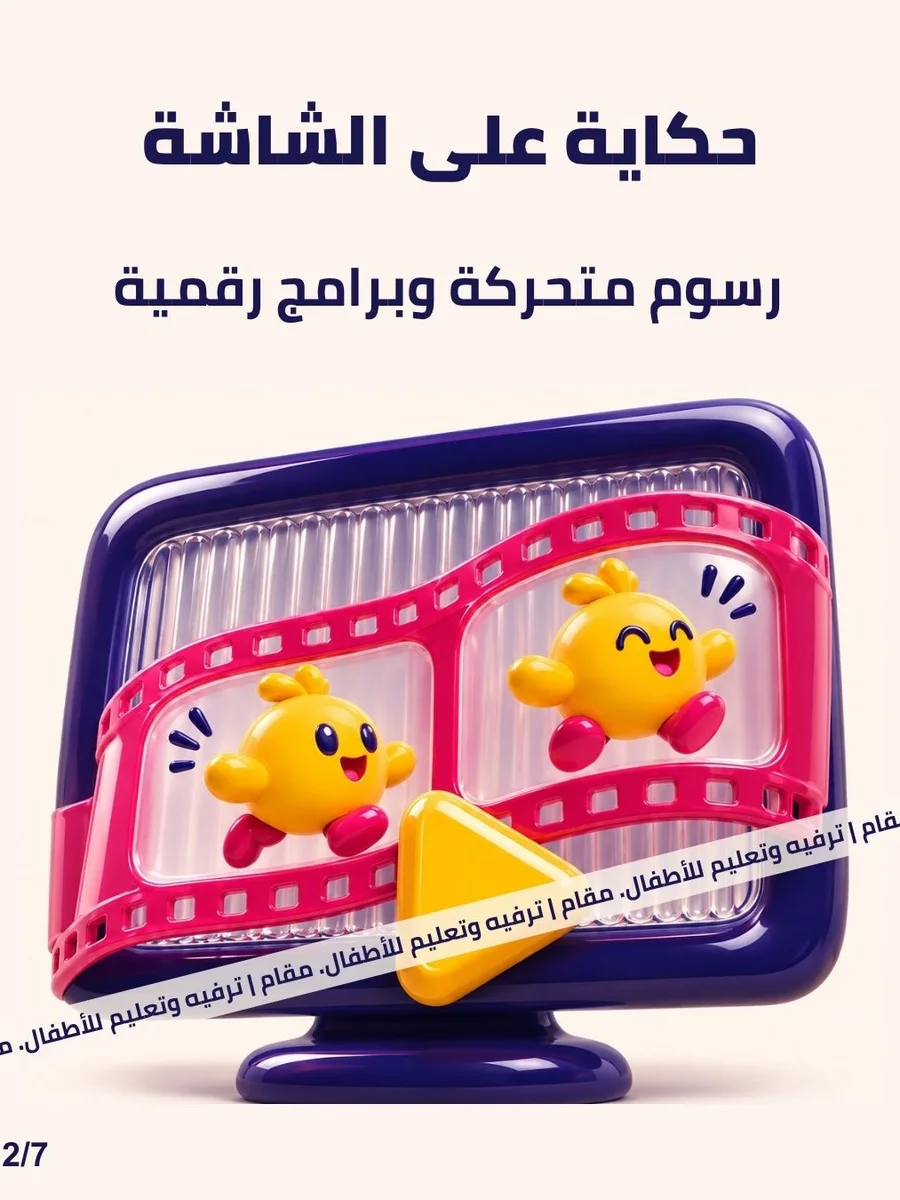 حكاية على الشاشة
رسوم متحركة وبرامج رقمية
مقام | ترفيه وتعليم للأطفال. مقام | ترفيه وتعليم للأطفال. مقام | ترفيه وتعليم للأطفال.
2/7